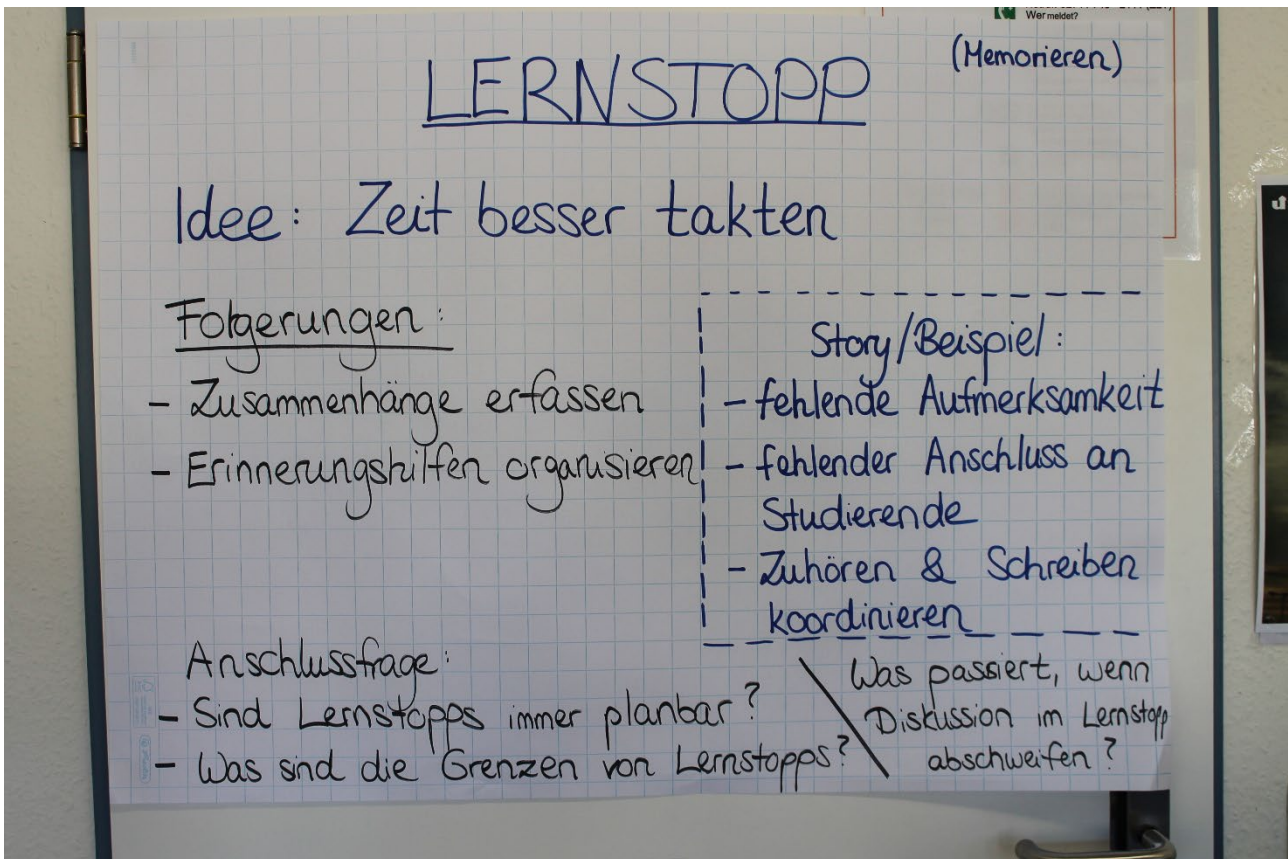 Wer meldet?
(Memorieren)
LERNSTOPP
Idee: Zeit besser takten
Folgerungen:
- Zusammenhänge erfassen
- Erinnerungshilfen organisieren
Story/Beispiel:
- fehlende Aufmerksamkeit
- fehlender Anschluss an
Studierende
- Zuhören & Schreiben
koordinieren
Anschlussfrage:
- Sind Lernstopps immer planbar?
- Was sind die Grenzen von Lernstopps?
Was passiert, wenn
Diskussion im Lernstopp
abschweifen?